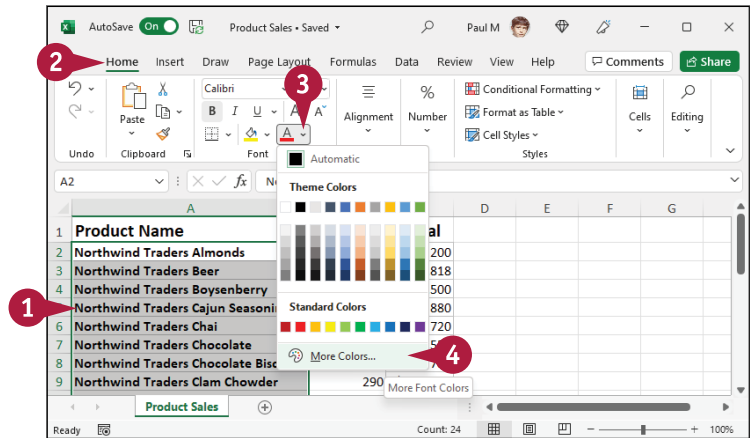 AutoSave On Product Sales • Saved Paul M
2 Home Insert Draw Page Layout Formulas Data Review View Help Comments Share
3
Calibri
B I U A
Paste Alignment % Number Conditional Formatting Format as Table Cell Styles Cells Editing
A
Undo Clipboard Font Styles
Automatic
A2 fx
Theme Colors
A D E F G
1 Product Name al
2 Northwind Traders Almonds 200
3 Northwind Traders Beer 818
4 Northwind Traders Boysenberry 500
1 Northwind Traders Cajun Seasoni 880
Standard Colors
6 Northwind Traders Chai 720
7 Northwind Traders Chocolate
8 Northwind Traders Chocolate Bisc
More Colors... 4
9 Northwind Traders Clam Chowder 290
More Font Colors
Product Sales
Ready Count: 24 100%